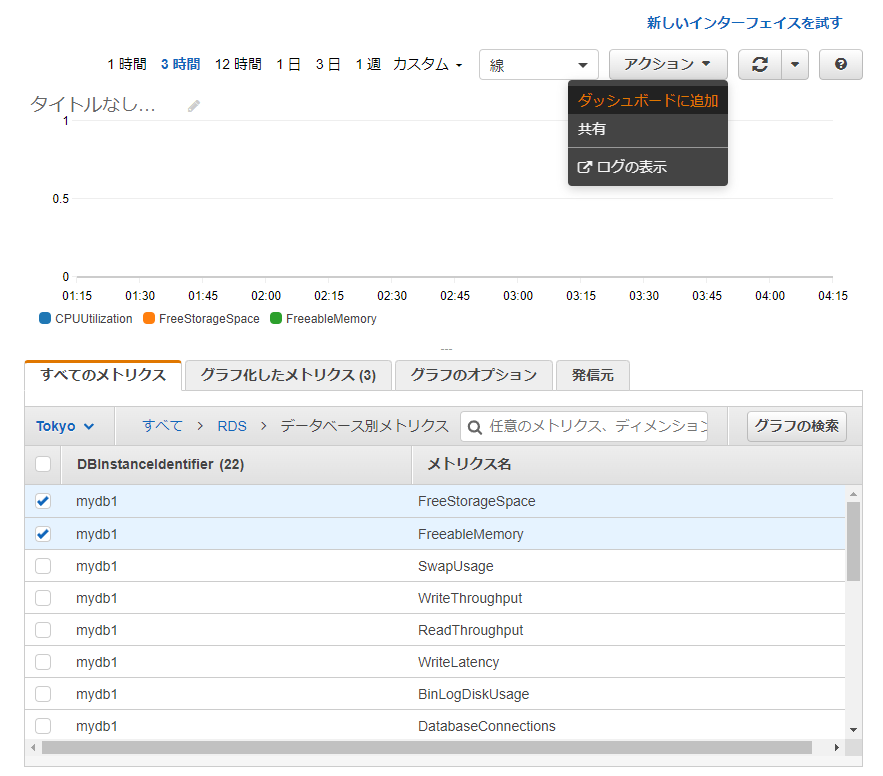 新しいインターフェイスを試す
1 時間 3 時間 12 時間 1 日 3 日 1 週 カスタム 線 アクション
タイトルなし...
ダッシュボードに追加
共有
ログの表示
1
0.5
0
01:15 01:30 01:45 02:00 02:15 02:30 02:45 03:00 03:15 03:30 03:45 04:00 04:15
CPUUtilization FreeStorageSpace FreeableMemory
すべてのメトリクス グラフ化したメトリクス (3) グラフのオプション 発信元
Tokyo すべて > RDS > データベース別メトリクス 任意のメトリクス、ディメンション グラフの検索
DBInstanceIdentifier (22) メトリクス名
mydb1 FreeStorageSpace
mydb1 FreeableMemory
mydb1 SwapUsage
mydb1 WriteThroughput
mydb1 ReadThroughput
mydb1 WriteLatency
mydb1 BinLogDiskUsage
mydb1 DatabaseConnections